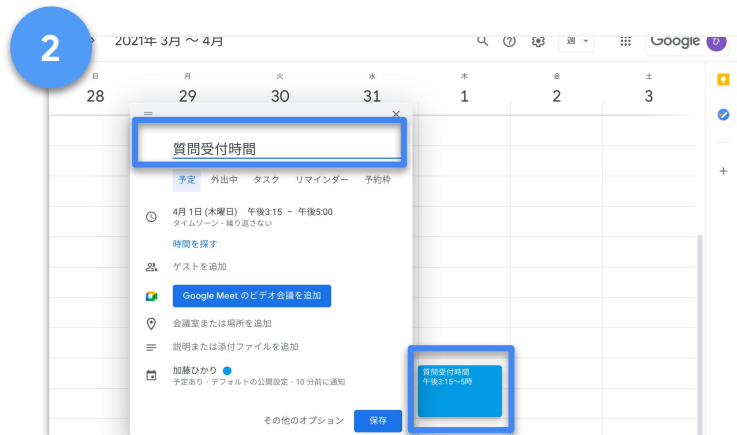 2
2021年 3月 ～ 4月
週
Google
ひ
日 月 火 水 木 金 土
28 29 30 31 1 2 3
質問受付時間
予定 外出中 タスク リマインダー 予約枠
4月 1日 (木曜日) 午後3:15 － 午後5:00
タイムゾーン・繰り返さない
時間を探す
ゲストを追加
Google Meet のビデオ会議を追加
会議室または場所を追加
説明または添付ファイルを追加
加藤ひかり
予定あり・デフォルトの公開設定・10 分前に通知
質問受付時間
午後3:15～5時
その他のオプション 保存